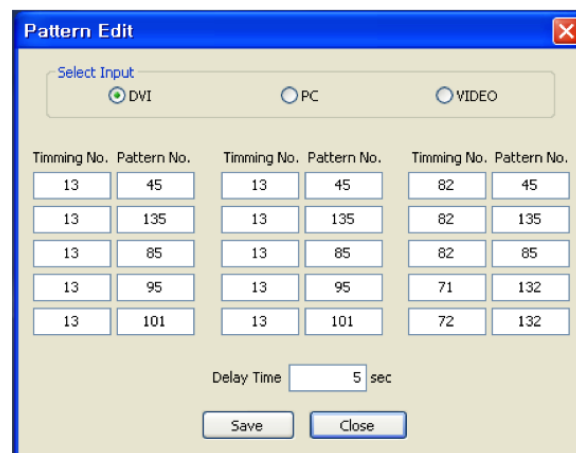 Pattern Edit
Select Input
DVI PC VIDEO
Timming No. Pattern No. Timming No. Pattern No. Timming No. Pattern No.
13 45 13 45 82 45
13 135 13 135 82 135
13 85 13 85 82 85
13 95 13 95 71 132
13 101 13 101 72 132
Delay Time 5 sec
Save Close